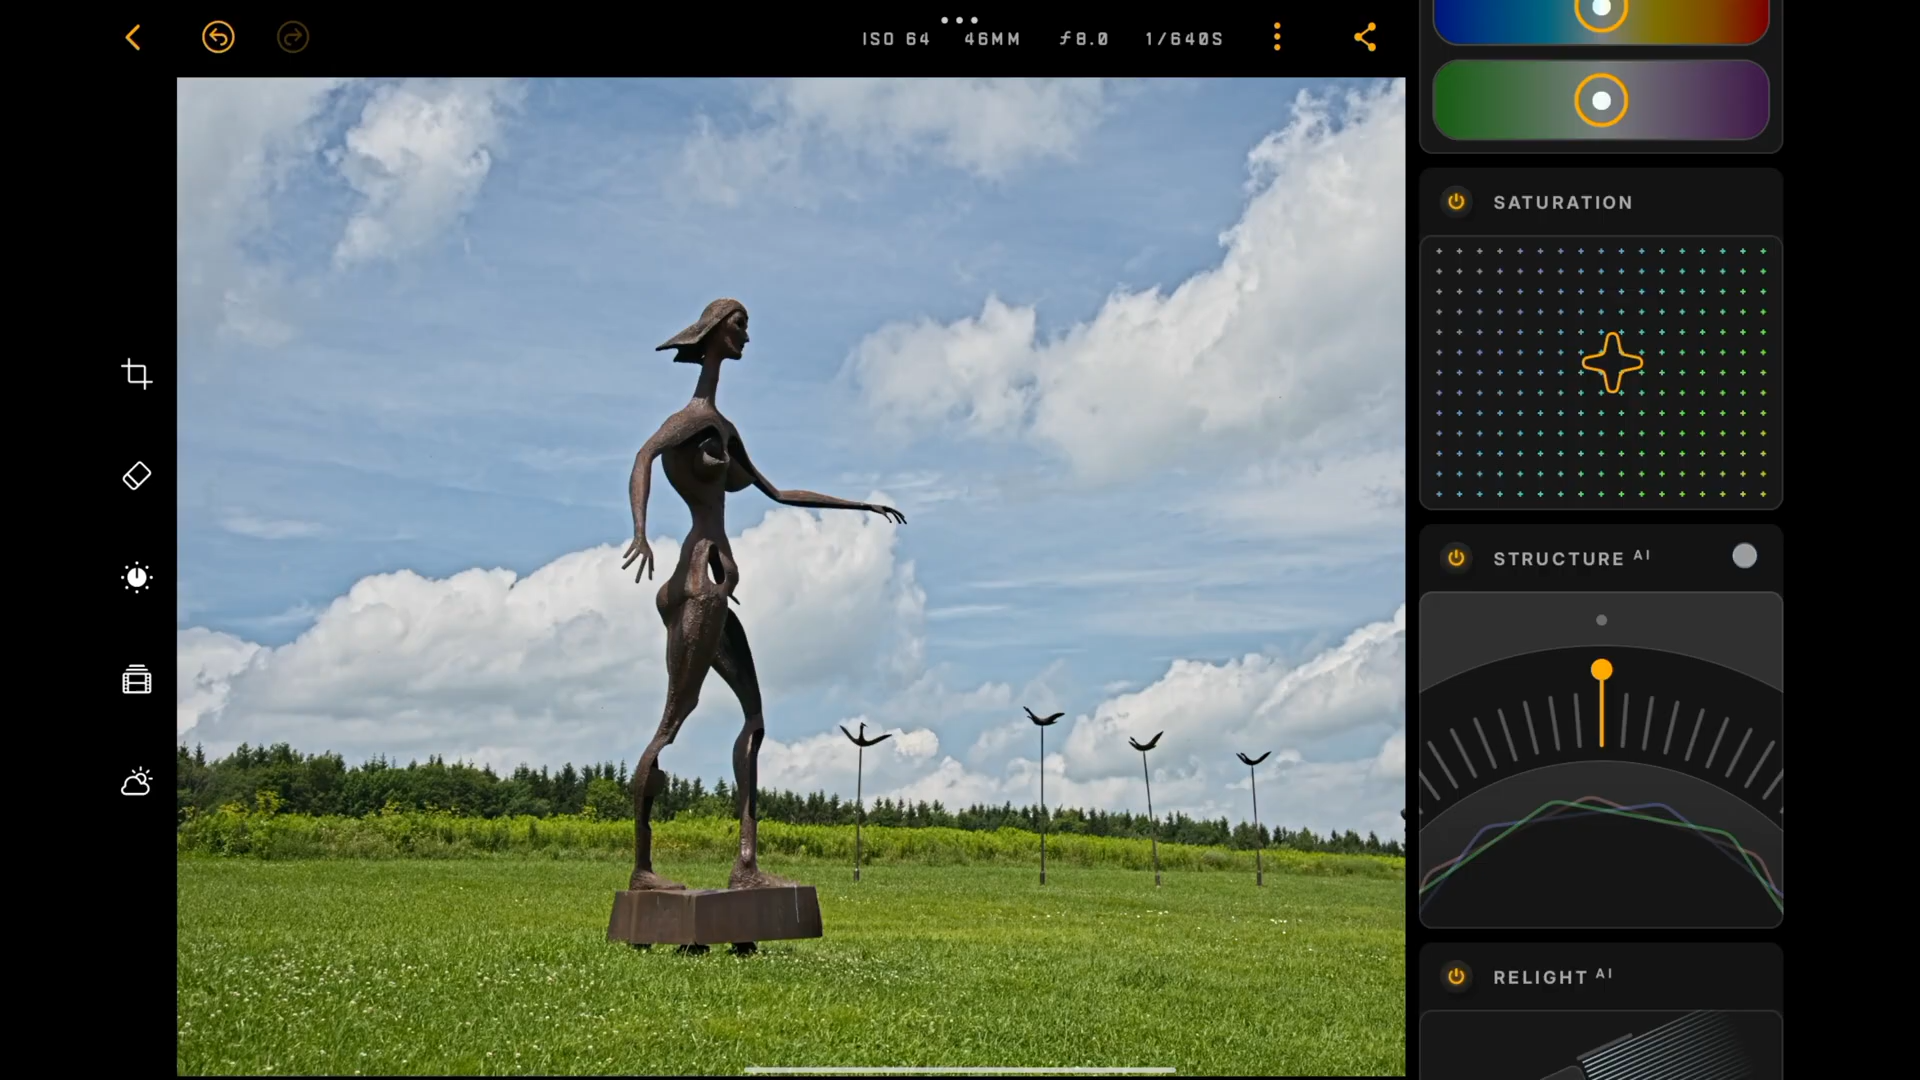 ISO 64 46MM ƒ8.0 1/640S
SATURATION
STRUCTURE AI
RELIGHT AI